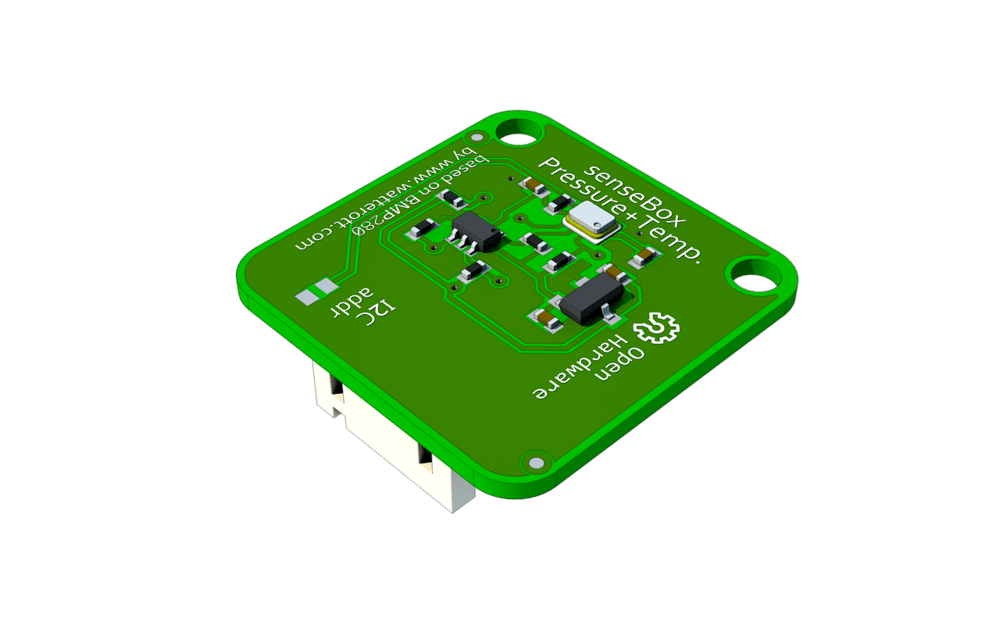 senseBox
Pressure+Temp.
based on BMP280
by www.watterott.com
I2C
addr
Open
Hardware